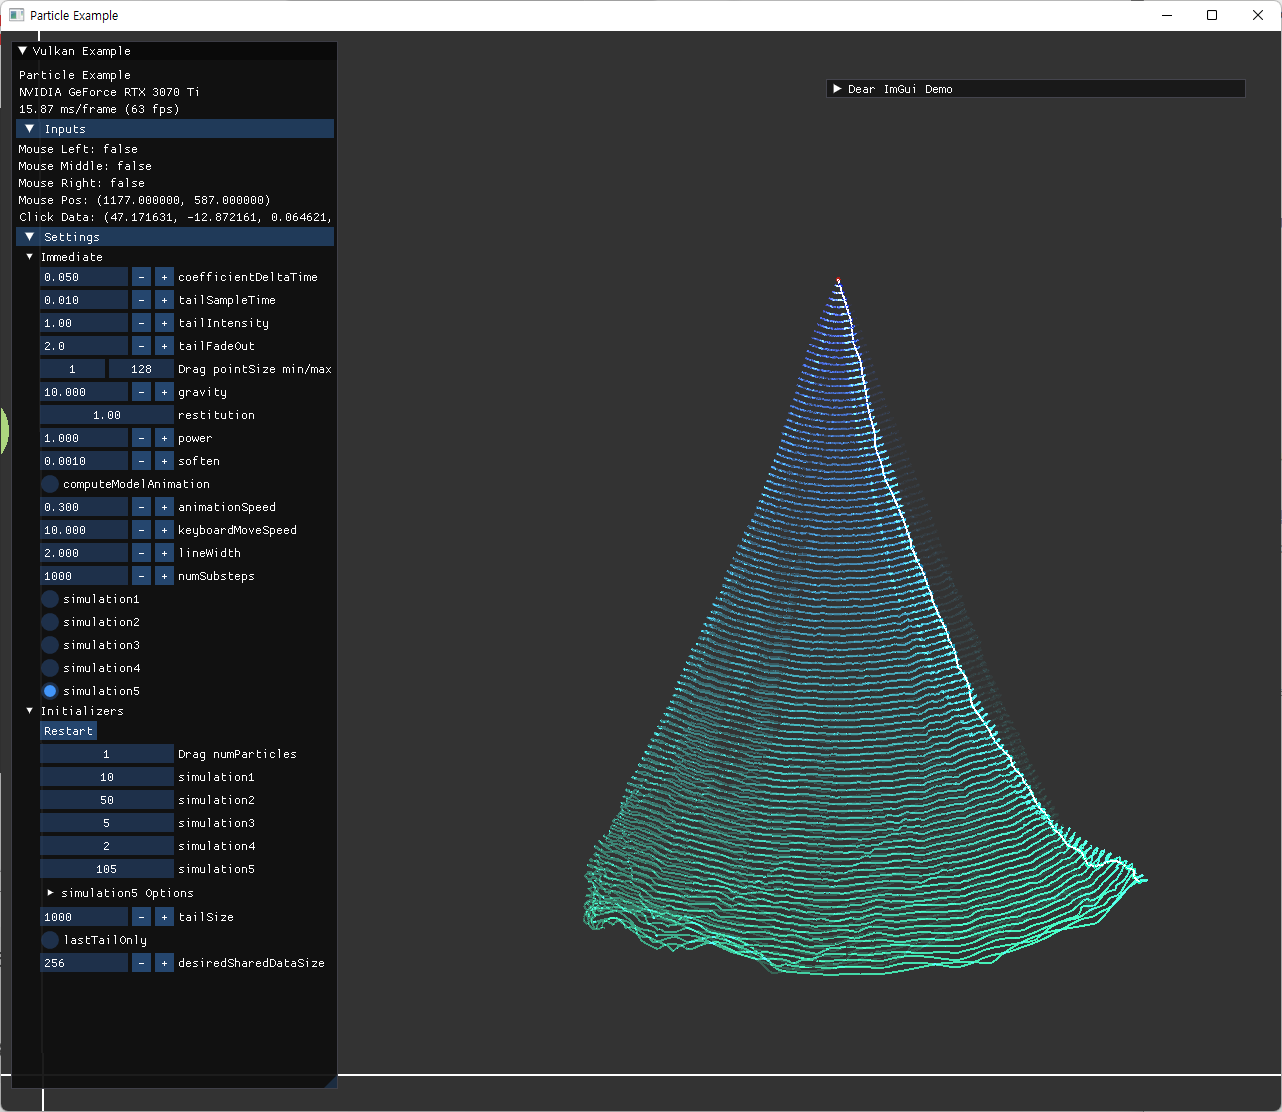 Particle Example
Vulkan Example
Particle Example
NVIDIA GeForce RTX 3070 Ti
15.87 ms/frame (63 fps)
Inputs
Mouse Left: false
Mouse Middle: false
Mouse Right: false
Mouse Pos: (1177.000000, 587.000000)
Click Data: (47.171631, -12.872161, 0.064621,
Settings
Immediate
0.050 - + coefficientDeltaTime
0.010 - + tailSampleTime
1.00 - + tailIntensity
2.0 - + tailFadeOut
1 128 Drag pointSize min/max
10.000 - + gravity
1.00 restitution
1.000 - + power
0.0010 - + soften
computeModelAnimation
0.300 - + animationSpeed
10.000 - + keyboardMoveSpeed
2.000 - + lineWidth
1000 - + numSubsteps
simulation1
simulation2
simulation3
simulation4
simulation5
Initializers
Restart
1 Drag numParticles
10 simulation1
50 simulation2
5 simulation3
2 simulation4
105 simulation5
simulation5 Options
1000 - + tailSize
lastTailOnly
256 - + desiredSharedDataSize
Dear ImGui Demo